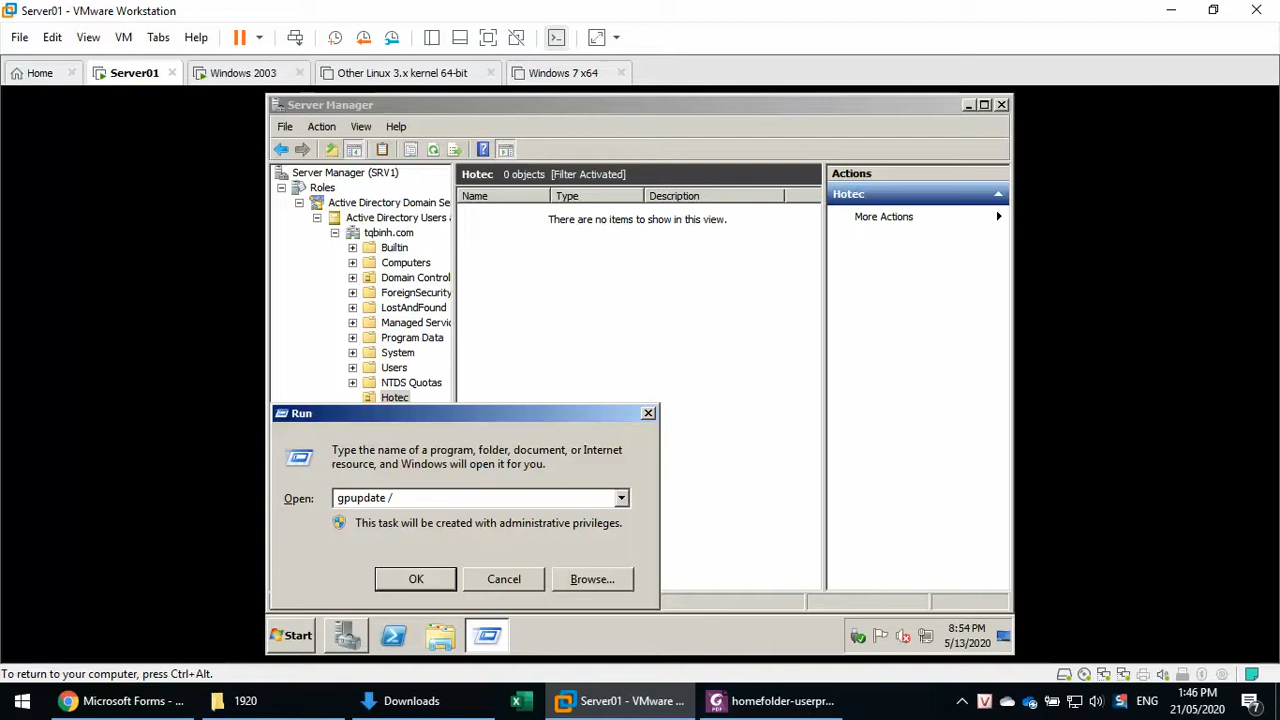 Server01 - VMware Workstation
File Edit View VM Tabs Help
Home Server01 Windows 2003 Other Linux 3.x kernel 64-bit Windows 7 x64
Server Manager
File Action View Help
Server Manager (SRV1)
Roles
Active Directory Domain Se
Active Directory Users
tqbinh.com
Builtin
Computers
Domain Control
ForeignSecurity
LostAndFound
Managed Servi
Program Data
System
Users
NTDS Quotas
Hotec
Hotec 0 objects [Filter Activated]
Name Type Description
There are no items to show in this view.
Actions
Hotec
More Actions
Run
Type the name of a program, folder, document, or Internet
resource, and Windows will open it for you.
Open: gpupdate /
This task will be created with administrative privileges.
OK Cancel Browse...
Start
8:54 PM
5/13/2020
To return to your computer, press Ctrl+Alt.
Microsoft Forms - ... 1920 Downloads Server01 - VMware ... homefolder-userpr...
ENG
1:46 PM
21/05/2020
7